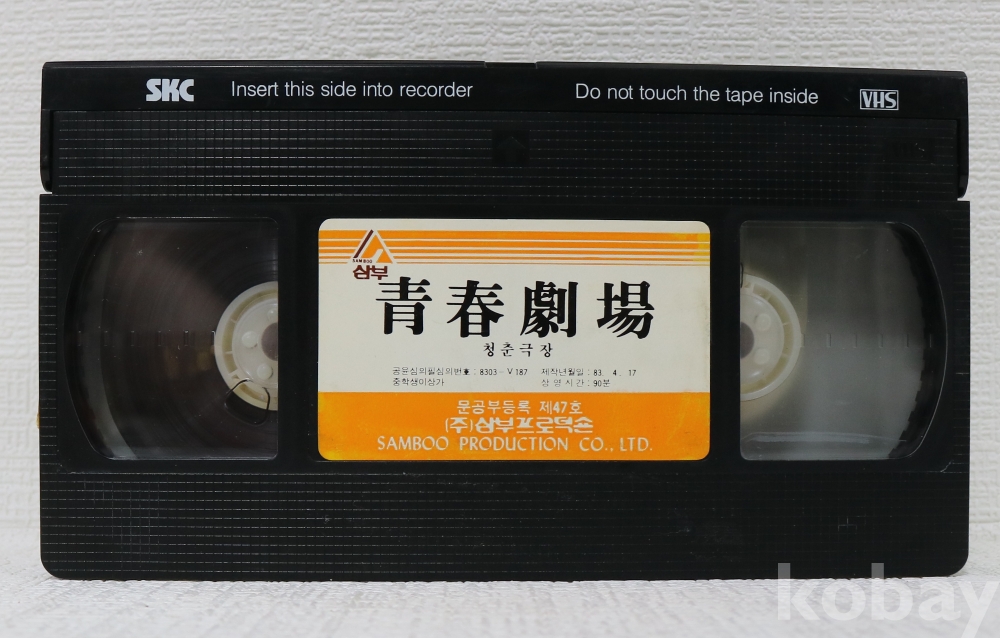 SKC Insert this side into recorder Do not touch the tape inside VHS
SAMBOO
삼부
青春劇場
청춘극장
공윤심의필심의번호 : 8303-V187 제작년월일 : 83. 4. 17
중학생이상가 상영시간 : 90분
문공부등록 제47호
(주)삼부프로덕숀
SAMBOO PRODUCTION CO., LTD.
kobay